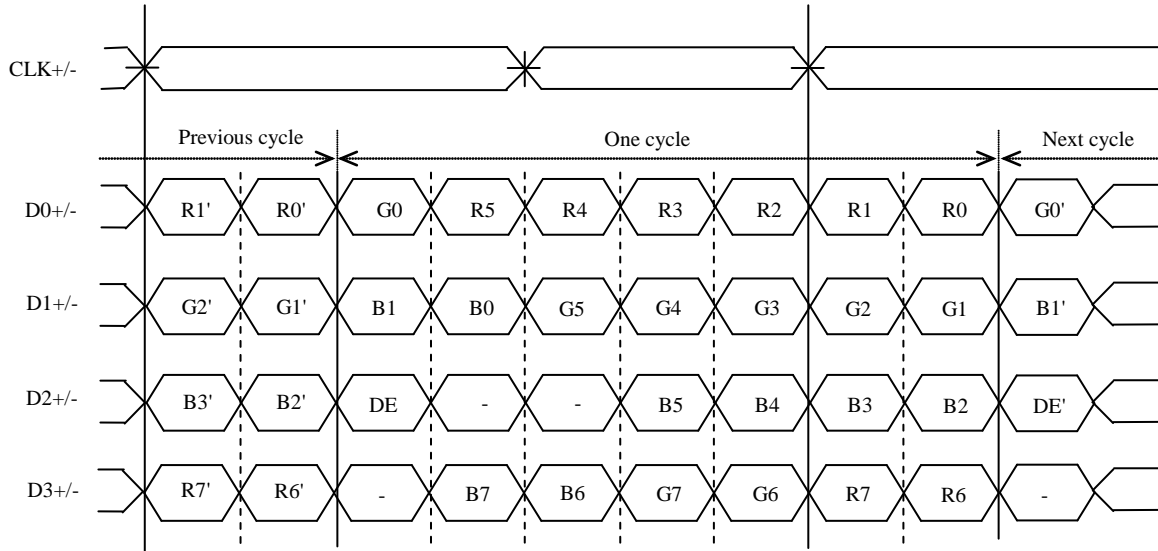 CLK+/-
Previous cycle One cycle Next cycle
D0+/- R1' R0' G0 R5 R4 R3 R2 R1 R0 G0'
D1+/- G2' G1' B1 B0 G5 G4 G3 G2 G1 B1'
D2+/- B3' B2' DE - - B5 B4 B3 B2 DE'
D3+/- R7' R6' - B7 B6 G7 G6 R7 R6 -